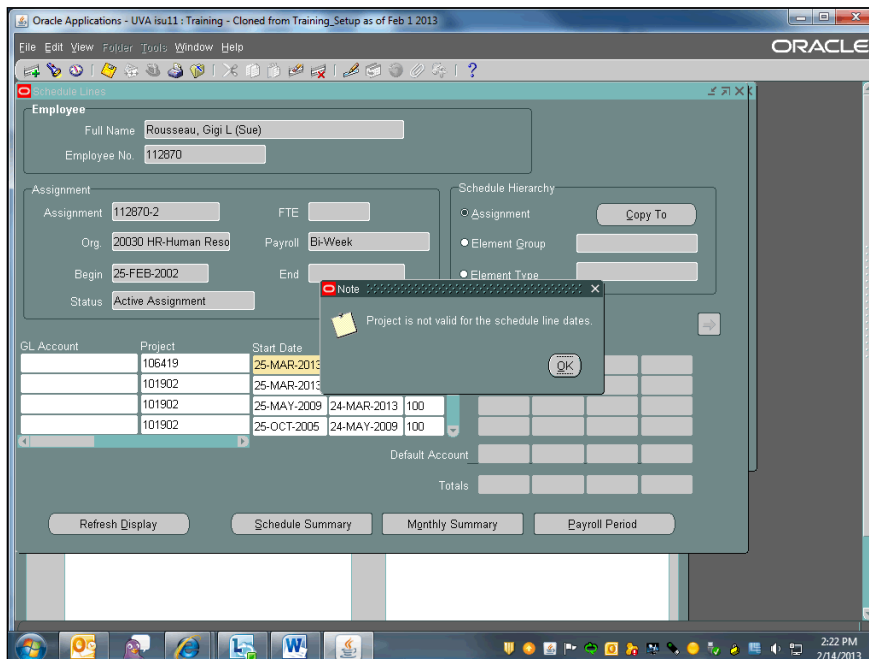 Oracle Applications - UVA isu11 : Training - Cloned from Training_Setup as of Feb 1 2013
File Edit View Folder Tools Window Help
ORACLE
Schedule Lines
Employee
Full Name Rousseau, Gigi L (Sue)
Employee No. 112870
Assignment
Schedule Hierarchy
Assignment 112870-2 FTE
Assignment Copy To
Org. 20030 HR-Human Reso Payroll Bi-Week
Element Group
Begin 25-FEB-2002 End
Element Type
Status Active Assignment
Note
Project is not valid for the schedule line dates.
OK
GL Account Project Start Date
106419 25-MAR-2013
101902 25-MAR-2013
101902 25-MAY-2009 24-MAR-2013 100
101902 25-OCT-2005 24-MAY-2009 100
Default Account
Totals
Refresh Display Schedule Summary Monthly Summary Payroll Period
2:22 PM
2/14/2013